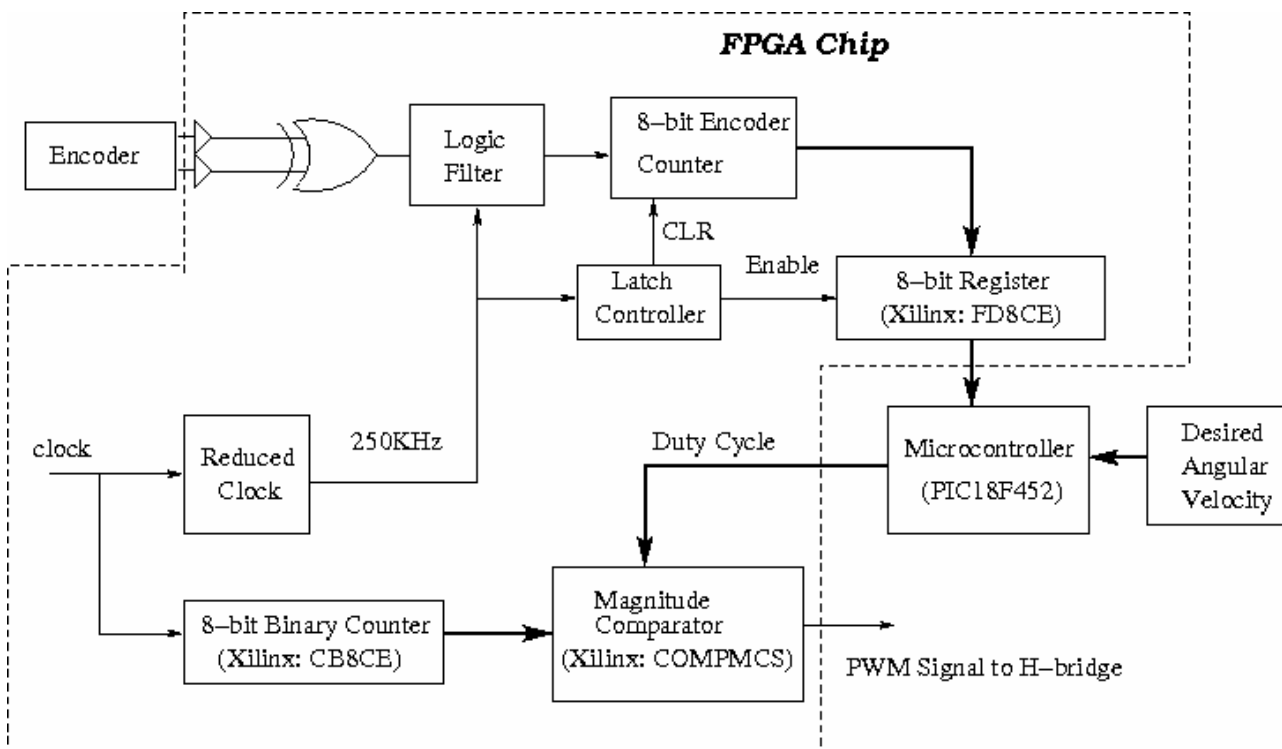 FPGA Chip
Encoder
Logic
Filter
8–bit Encoder
Counter
CLR
Enable
Latch
Controller
8–bit Register
(Xilinx: FD8CE)
clock
Reduced
Clock
250KHz
Duty Cycle
Microcontroller
(PIC18F452)
Desired
Angular
Velocity
8–bit Binary Counter
(Xilinx: CB8CE)
Magnitude
Comparator
(Xilinx: COMPMCS)
PWM Signal to H–bridge